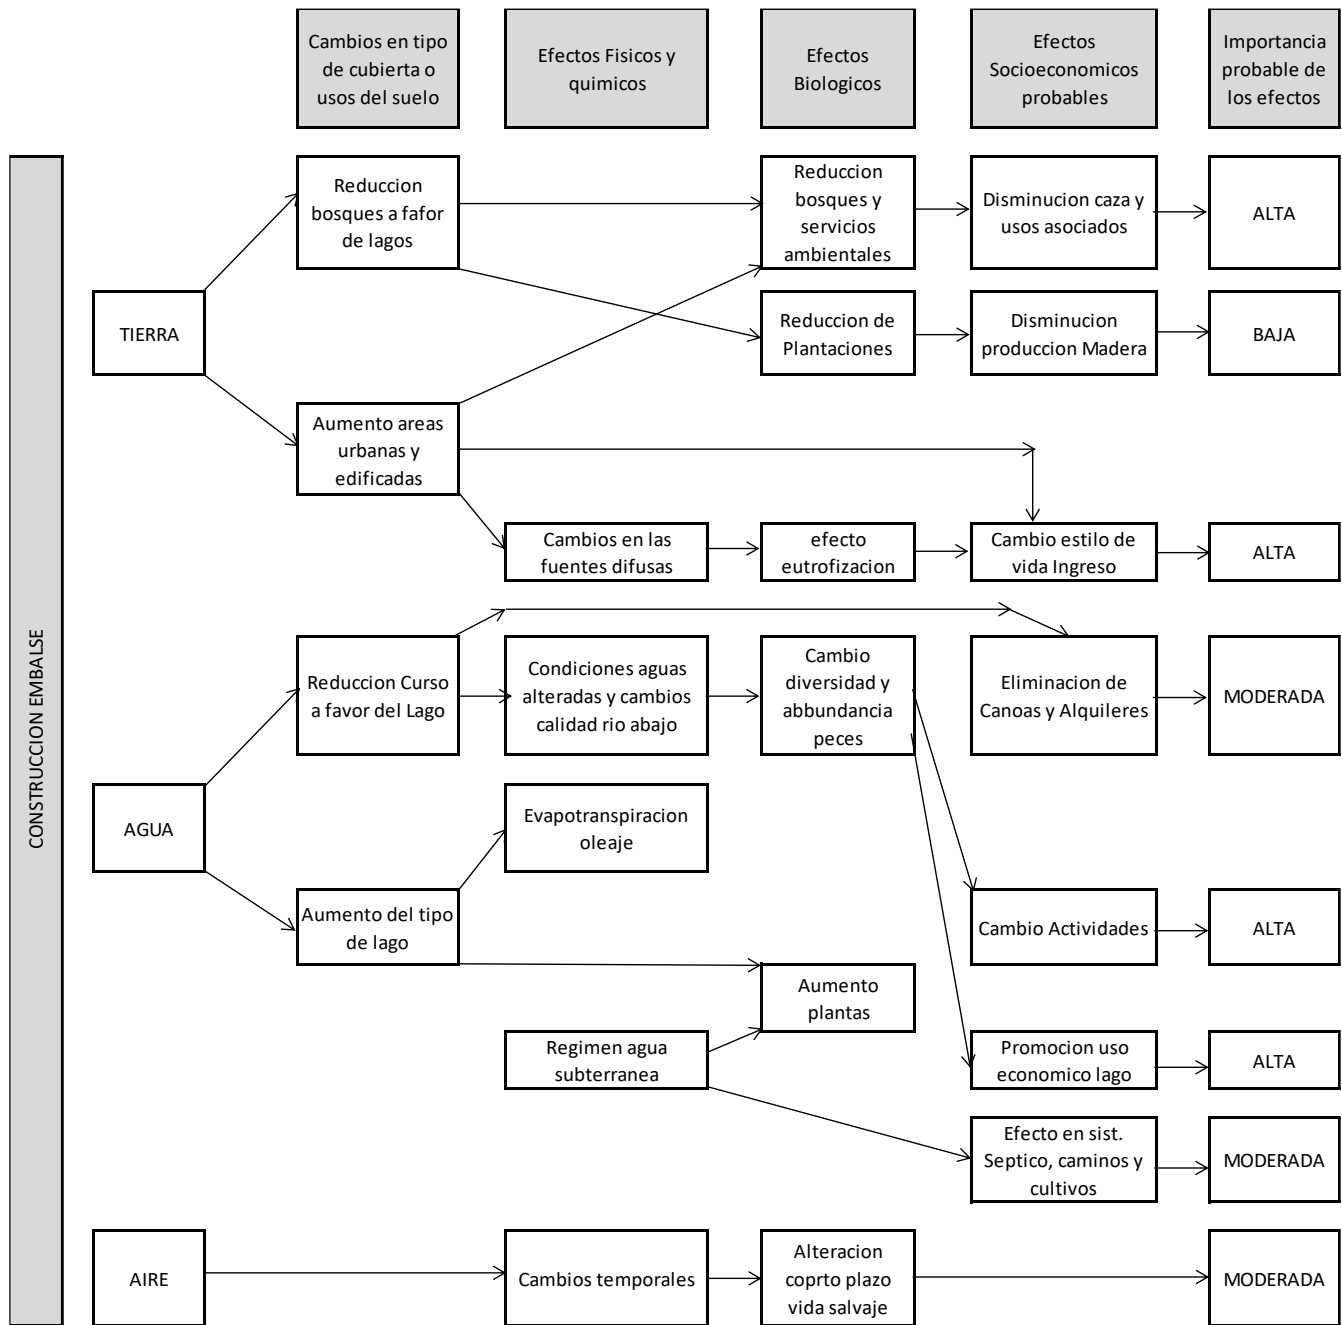 Cambios en tipo
de cubierta o
usos del suelo
Efectos Fisicos y
quimicos
Efectos
Biologicos
Efectos
Socioeconomicos
probables
Importancia
probable de
los efectos
CONSTRUCCION EMBALSE
TIERRA
Reduccion
bosques a fafor
de lagos
Reduccion
bosques y
servicios
ambientales
Disminucion caza y
usos asociados
ALTA
Reduccion de
Plantaciones
Disminucion
produccion Madera
BAJA
Aumento areas
urbanas y
edificadas
Cambios en las
fuentes difusas
efecto
eutrofizacion
Cambio estilo de
vida Ingreso
ALTA
AGUA
Reduccion Curso
a favor del Lago
Condiciones aguas
alteradas y cambios
calidad rio abajo
Cambio
diversidad y
abbundancia
peces
Eliminacion de
Canoas y Alquileres
MODERADA
Evapotranspiracion
oleaje
Aumento del tipo
de lago
Cambio Actividades
ALTA
Aumento
plantas
Regimen agua
subterranea
Promocion uso
economico lago
ALTA
Efecto en sist.
Septico, caminos y
cultivos
MODERADA
AIRE
Cambios temporales
Alteracion
coprto plazo
vida salvaje
MODERADA